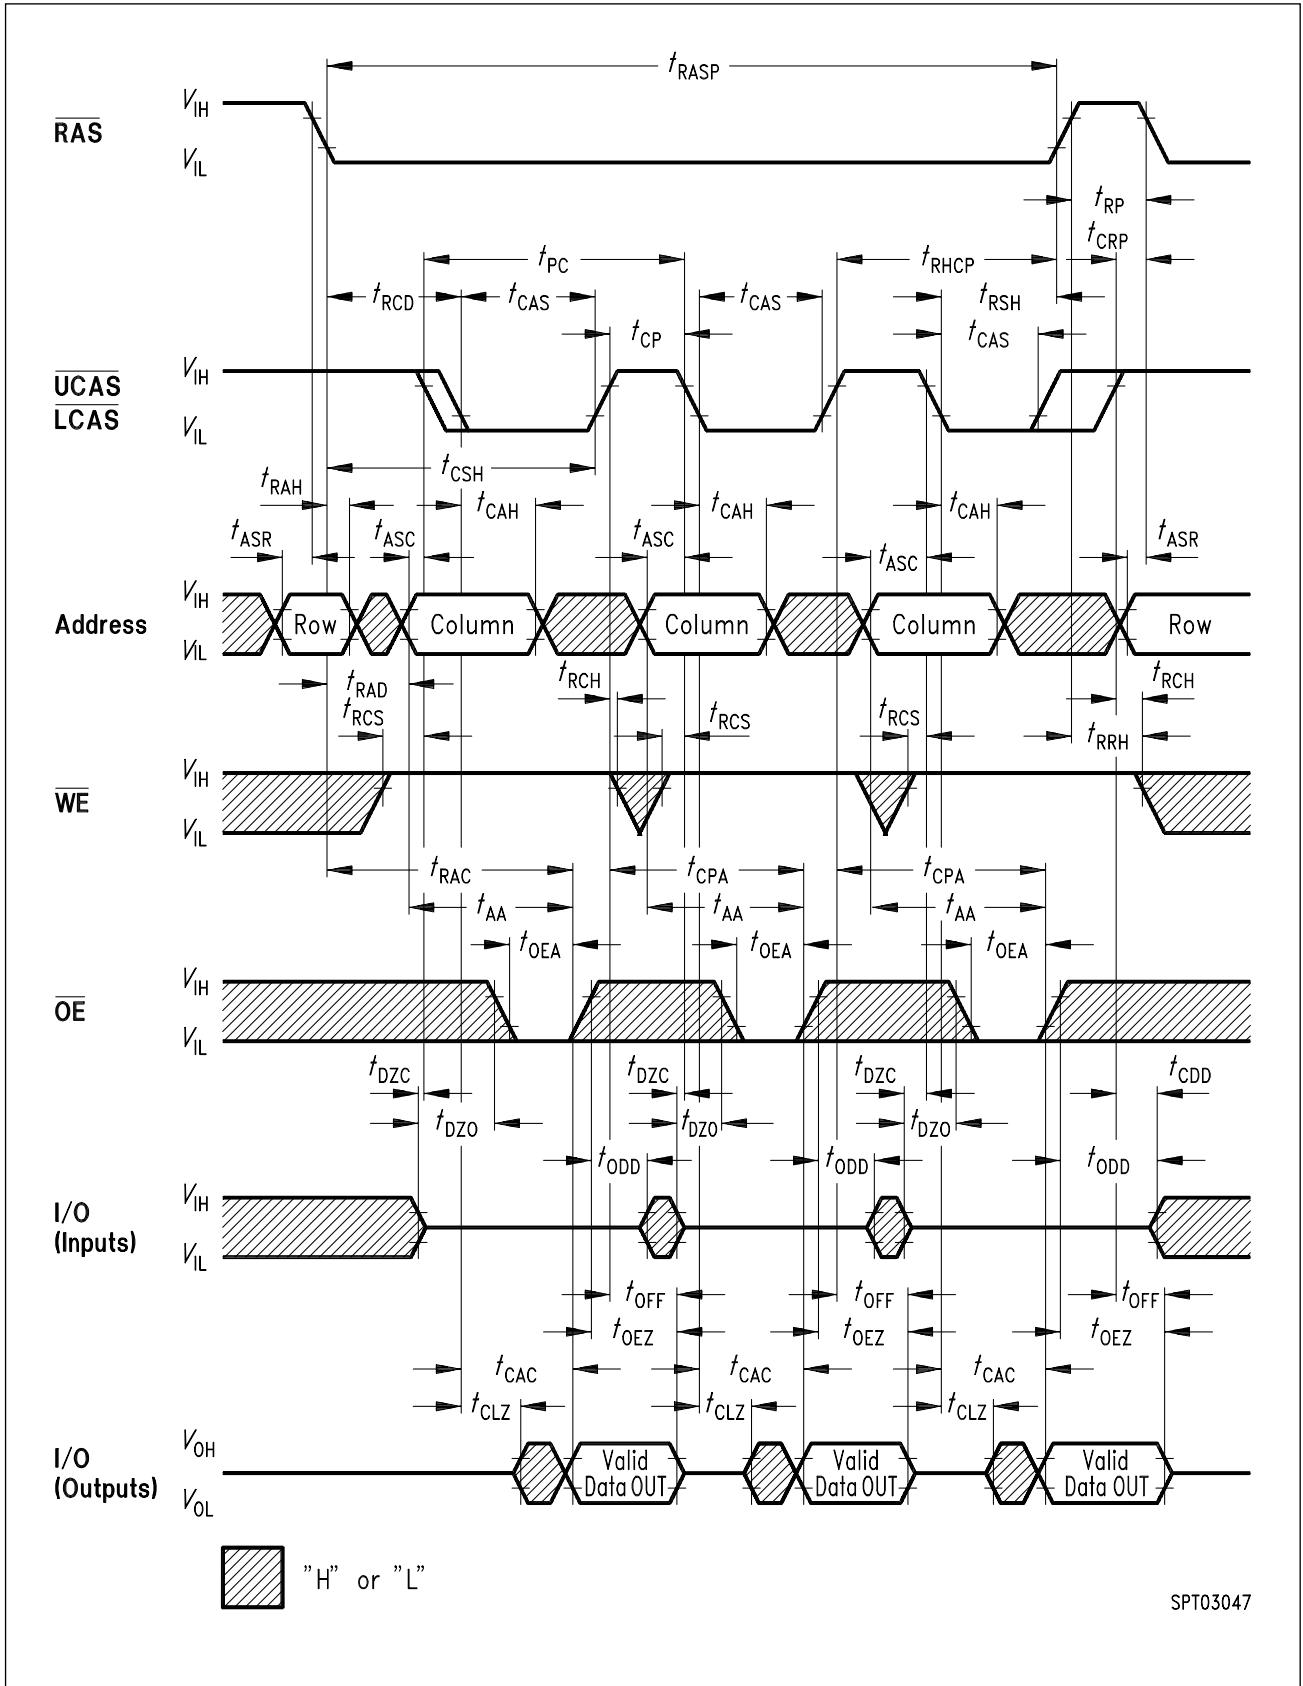 tRASP
RAS
VIH
VIL
tRP
tCRP
tPC
tRHCP
tRCD
tCAS
tCAS
tRSH
tCP
tCAS
UCAS
LCAS
VIH
VIL
tCSH
tRAH
tCAH
tCAH
tCAH
tASR
tASC
tASC
tASC
tASR
Address
VIH
VIL
Row
Column
Column
Column
Row
tRAD
tRCH
tRCH
tRCS
tRCS
tRCS
tRRH
WE
VIH
VIL
tRAC
tCPA
tCPA
tAA
tAA
tAA
tOEA
tOEA
tOEA
OE
VIH
VIL
tDZC
tDZC
tDZC
tCDD
tDZO
tDZO
tDZO
tODD
tODD
tODD
I/O
(Inputs)
VIH
VIL
tOFF
tOFF
tOFF
tOEZ
tOEZ
tOEZ
tCAC
tCAC
tCAC
tCLZ
tCLZ
tCLZ
I/O
(Outputs)
VOH
VOL
Valid
Data OUT
Valid
Data OUT
Valid
Data OUT
"H" or "L"
SPT03047